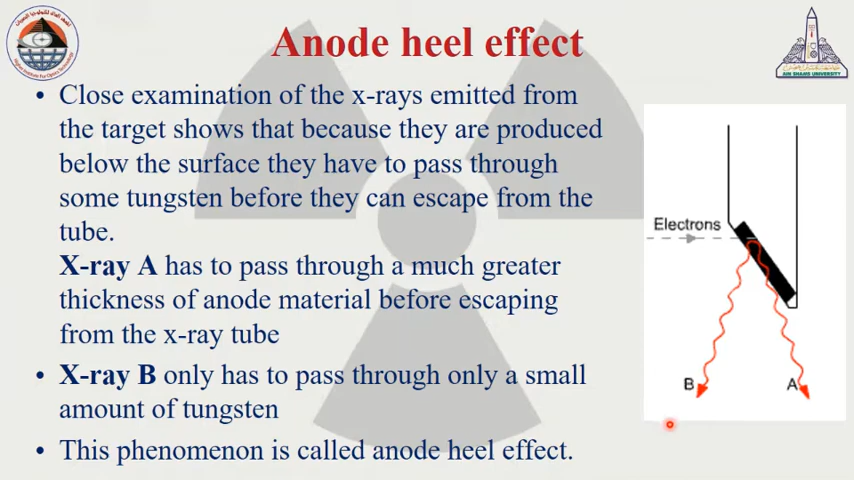 Anode heel effect
• Close examination of the x-rays emitted from
the target shows that because they are produced
below the surface they have to pass through
some tungsten before they can escape from the
tube.
X-ray A has to pass through a much greater
thickness of anode material before escaping
from the x-ray tube
• X-ray B only has to pass through only a small
amount of tungsten
• This phenomenon is called anode heel effect.
Electrons
B
A
AIN SHAMS UNIVERSITY